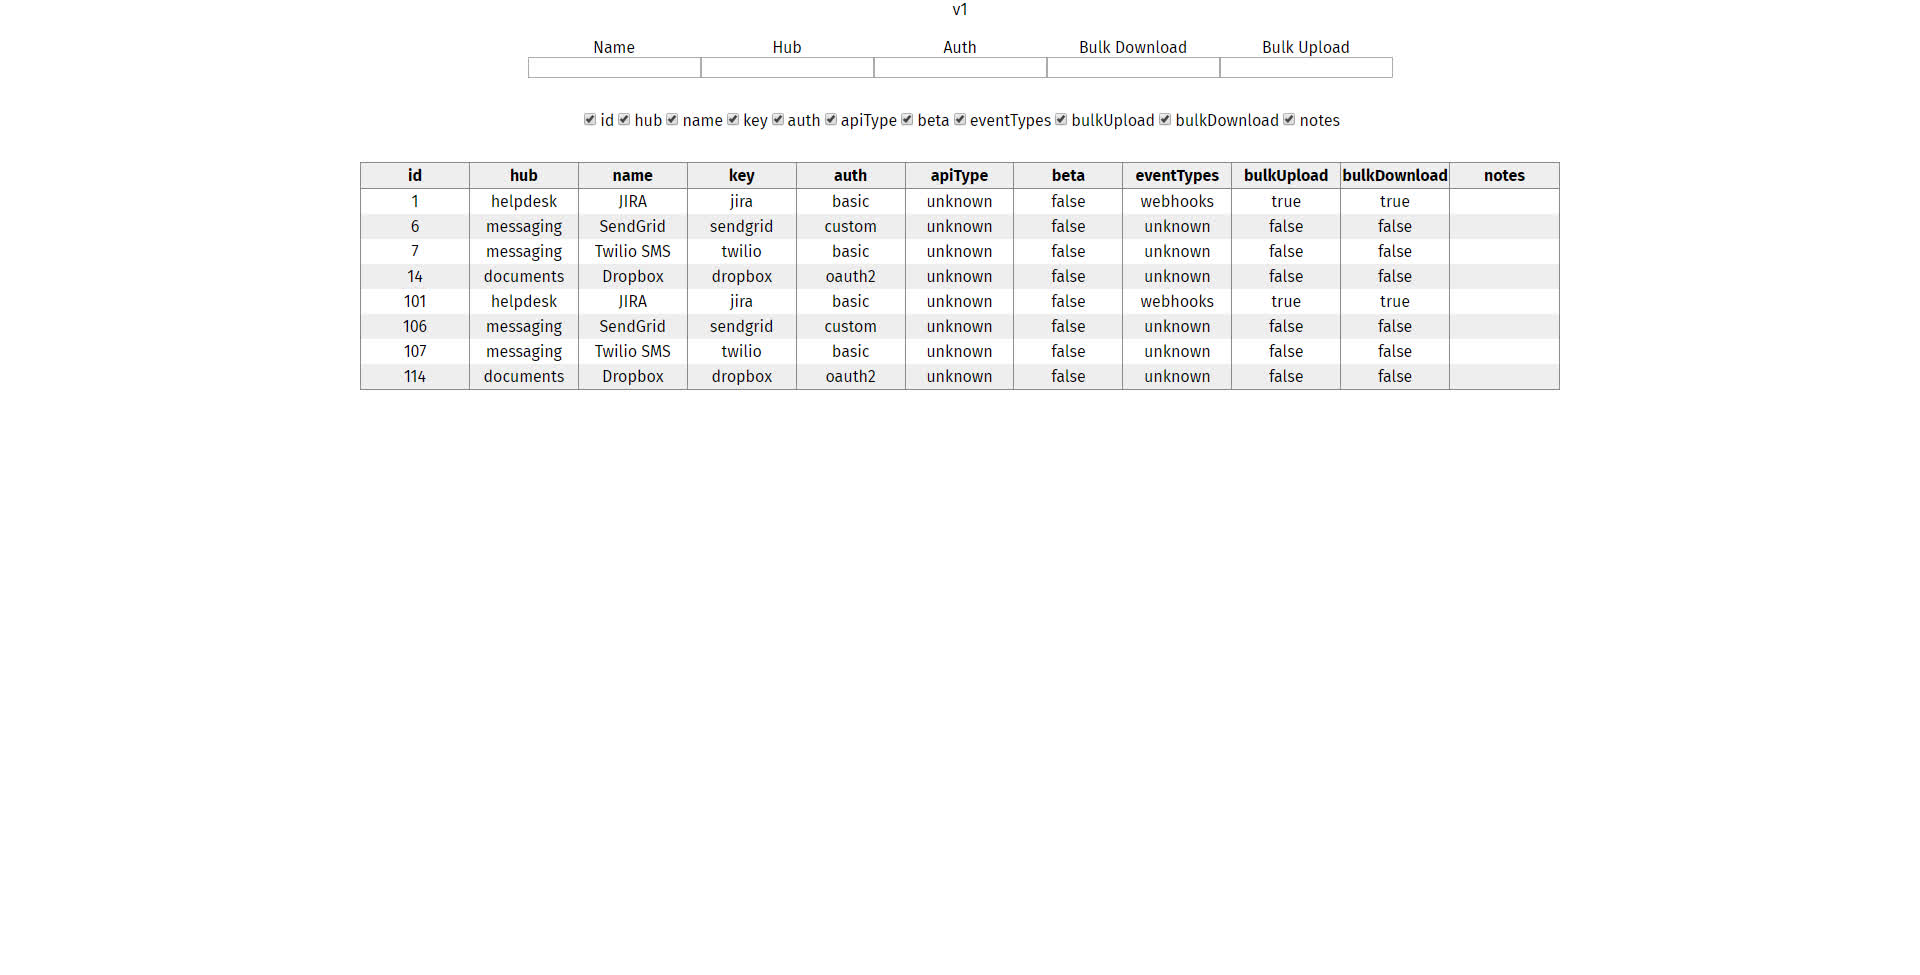 v1
Name Hub Auth Bulk Download Bulk Upload
id hub name key auth apiType beta eventTypes bulkUpload bulkDownload notes
id hub name key auth apiType beta eventTypes bulkUpload bulkDownload notes
1 helpdesk JIRA jira basic unknown false webhooks true true
6 messaging SendGrid sendgrid custom unknown false unknown false false
7 messaging Twilio SMS twilio basic unknown false unknown false false
14 documents Dropbox dropbox oauth2 unknown false unknown false false
101 helpdesk JIRA jira basic unknown false webhooks true true
106 messaging SendGrid sendgrid custom unknown false unknown false false
107 messaging Twilio SMS twilio basic unknown false unknown false false
114 documents Dropbox dropbox oauth2 unknown false unknown false false